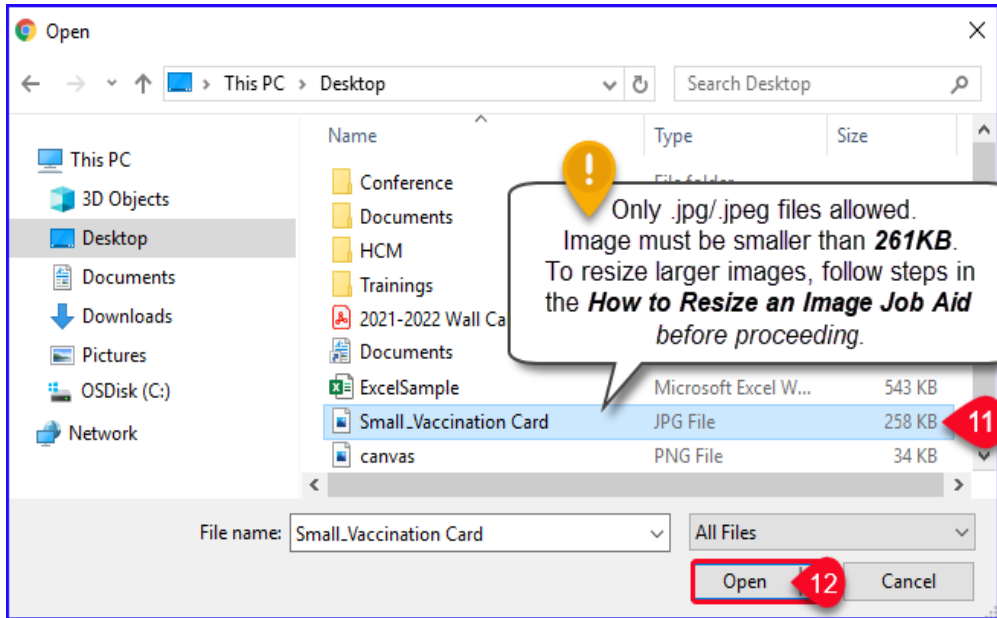 Open
This PC > Desktop
Search Desktop
Name
Type
Size
This PC
3D Objects
Desktop
Documents
Downloads
Pictures
OSDisk (C:)
Network
Conference
File folder
Documents
HCM
Trainings
2021-2022 Wall Ca
Documents
ExcelSample Microsoft Excel W... 543 KB
Small_Vaccination Card JPG File 258 KB
11
canvas PNG File 34 KB
!
Only .jpg/.jpeg files allowed.
Image must be smaller than 261KB.
To resize larger images, follow steps in
the How to Resize an Image Job Aid
before proceeding.
File name: Small_Vaccination Card
All Files
Open
12
Cancel